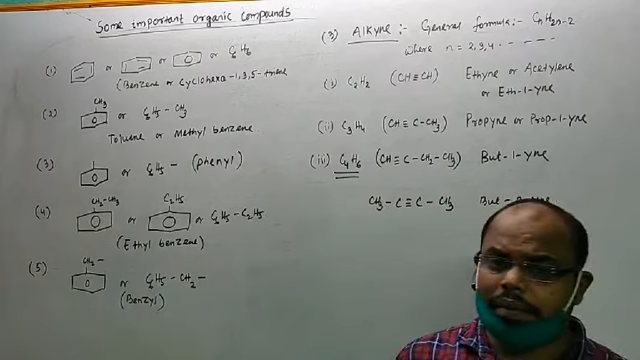 Some important organic compounds
(1) or or or C6H6
(Benzene or Cyclohexa-1,3,5-triene
(2) CH3 or C6H5 - CH3
Toluene or Methyl benzene
(3) or C6H5 - (phenyl)
(4) CH2-CH3 or C2H5 or C6H5 - C2H5
(Ethyl benzene)
(5) CH2 - or C6H5 - CH2 -
(Benzyl)
(3) Alkyne :- General formula:- CnH2n-2
where n = 2,3,4 - - - - - -
(i) C2H2 (CH≡CH) Ethyne or Acetylene
or Eth-1-yne
(ii) C3H4 (CH≡C-CH3) Propyne or Prop-1-yne
(iv) C4H6 (CH≡C-CH2-CH3) But-1-yne
CH3-C≡C-CH3 But-